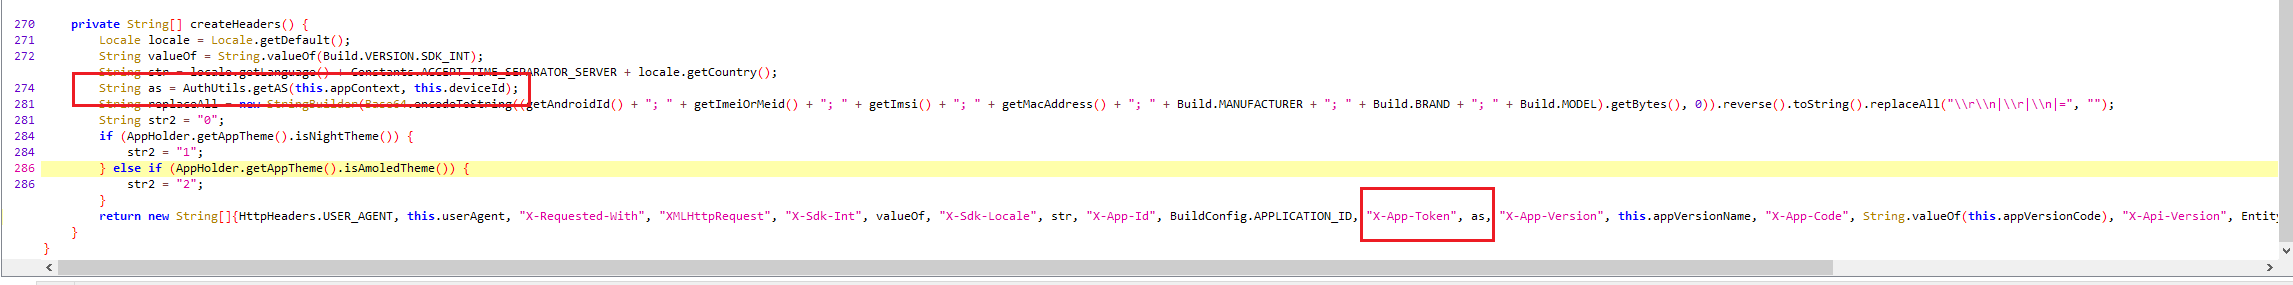 270 private String[] createHeaders() {
271 Locale locale = Locale.getDefault();
272 String valueOf = String.valueOf(Build.VERSION.SDK_INT);
String str = locale.getLanguage() + Constants.ACCEPT_TIME_SEPARATOR_SERVER + locale.getCountry();
274 String as = AuthUtils.getAS(this.appContext, this.deviceId);
281 String replaceAll = new StringBuilder(Base64.encodeToString((getAndroidId() + "; " + getImeiOrMeid() + "; " + getImsi() + "; " + getMacAddress() + "; " + Build.MANUFACTURER + "; " + Build.BRAND + "; " + Build.MODEL).getBytes(), 0)).reverse().toString().replaceAll("\\r\\n|\\r|\\n|=", "");
281 String str2 = "0";
284 if (AppHolder.getAppTheme().isNightTheme()) {
284 str2 = "1";
286 } else if (AppHolder.getAppTheme().isAmoledTheme()) {
286 str2 = "2";
}
return new String[]{HttpHeaders.USER_AGENT, this.userAgent, "X-Requested-With", "XMLHttpRequest", "X-Sdk-Int", valueOf, "X-Sdk-Locale", str, "X-App-Id", BuildConfig.APPLICATION_ID, "X-App-Token", as, "X-App-Version", this.appVersionName, "X-App-Code", String.valueOf(this.appVersionCode), "X-Api-Version", Entity
}
}